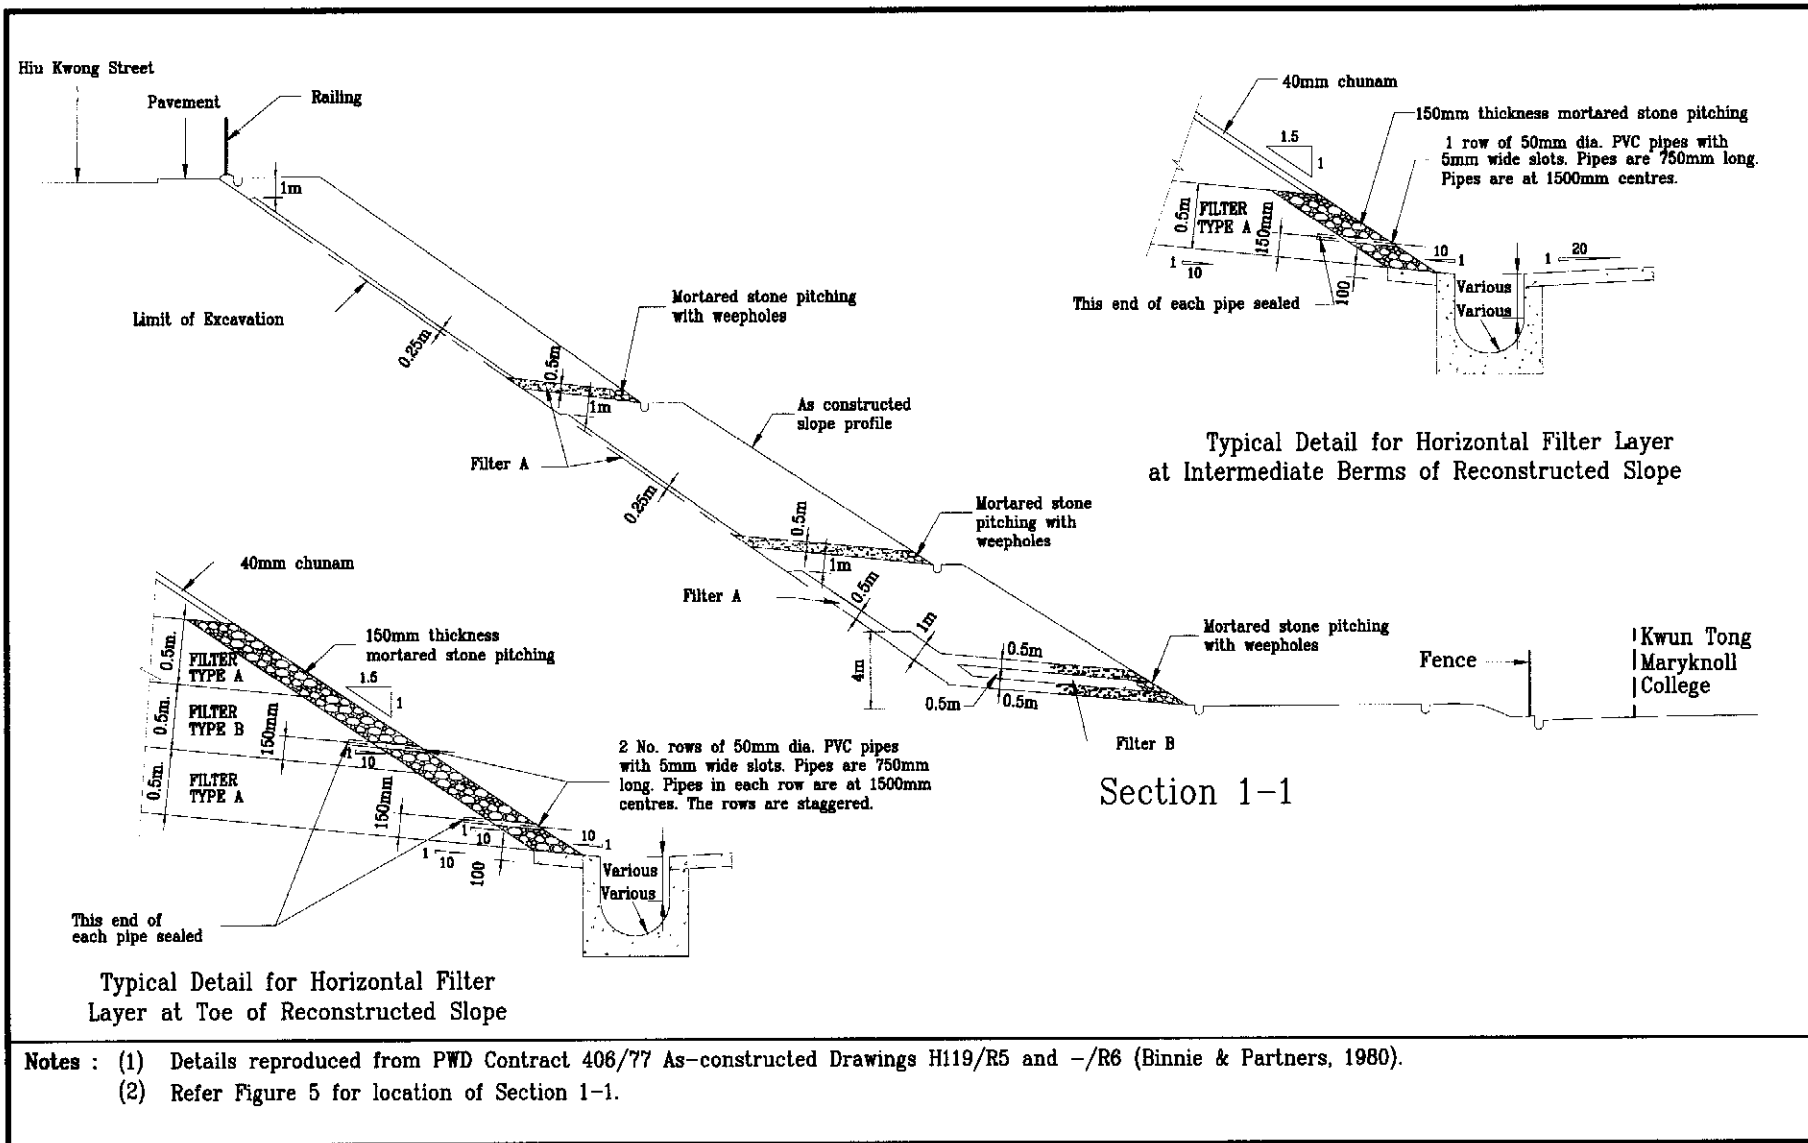 Hiu Kwong Street
Pavement
Railing
1m
Limit of Excavation
0.25m
Mortared stone pitching
with weepholes
0.5m
1m
As constructed
slope profile
Filter A
0.25m
Mortared stone
pitching with
weepholes
0.5m
1m
Filter A
0.5m
1m
4m
0.5m
0.5m
0.5m
Mortared stone pitching
with weepholes
Filter B
Fence
Kwun Tong
Maryknoll
College
Section 1-1
40mm chunam
150mm thickness mortared stone pitching
1 row of 50mm dia. PVC pipes with
5mm wide slots. Pipes are 750mm long.
Pipes are at 1500mm centres.
1.5
1
0.5m
FILTER
TYPE A
150mm
1
10
10
1
1
20
100
This end of each pipe sealed
Various
Various
Typical Detail for Horizontal Filter Layer
at Intermediate Berms of Reconstructed Slope
40mm chunam
150mm thickness
mortared stone pitching
1.5
1
0.5m.
FILTER
TYPE A
0.5m.
FILTER
TYPE B
150mm
1
10
0.5m.
FILTER
TYPE A
150mm
2 No. rows of 50mm dia. PVC pipes
with 5mm wide slots. Pipes are 750mm
long. Pipes in each row are at 1500mm
centres. The rows are staggered.
1
10
10
1
1
10
100
Various
Various
This end of
each pipe sealed
Typical Detail for Horizontal Filter
Layer at Toe of Reconstructed Slope
Notes : (1) Details reproduced from PWD Contract 406/77 As-constructed Drawings H119/R5 and -/R6 (Binnie & Partners, 1980).
(2) Refer Figure 5 for location of Section 1-1.